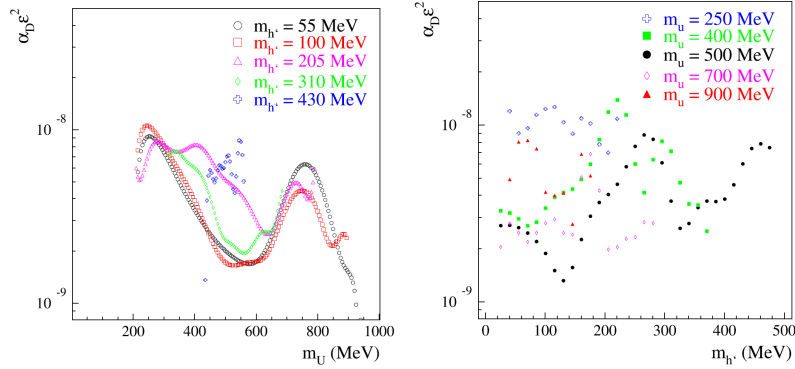 α_D ε²
m_h‘ = 55 MeV
m_h‘ = 100 MeV
m_h‘ = 205 MeV
m_h‘ = 310 MeV
m_h‘ = 430 MeV
10⁻⁸
10⁻⁹
200 400 600 800 1000
m_U (MeV)
α_D ε²
m_u = 250 MeV
m_u = 400 MeV
m_u = 500 MeV
m_u = 700 MeV
m_u = 900 MeV
10⁻⁸
10⁻⁹
0 100 200 300 400 500
m_h‘ (MeV)